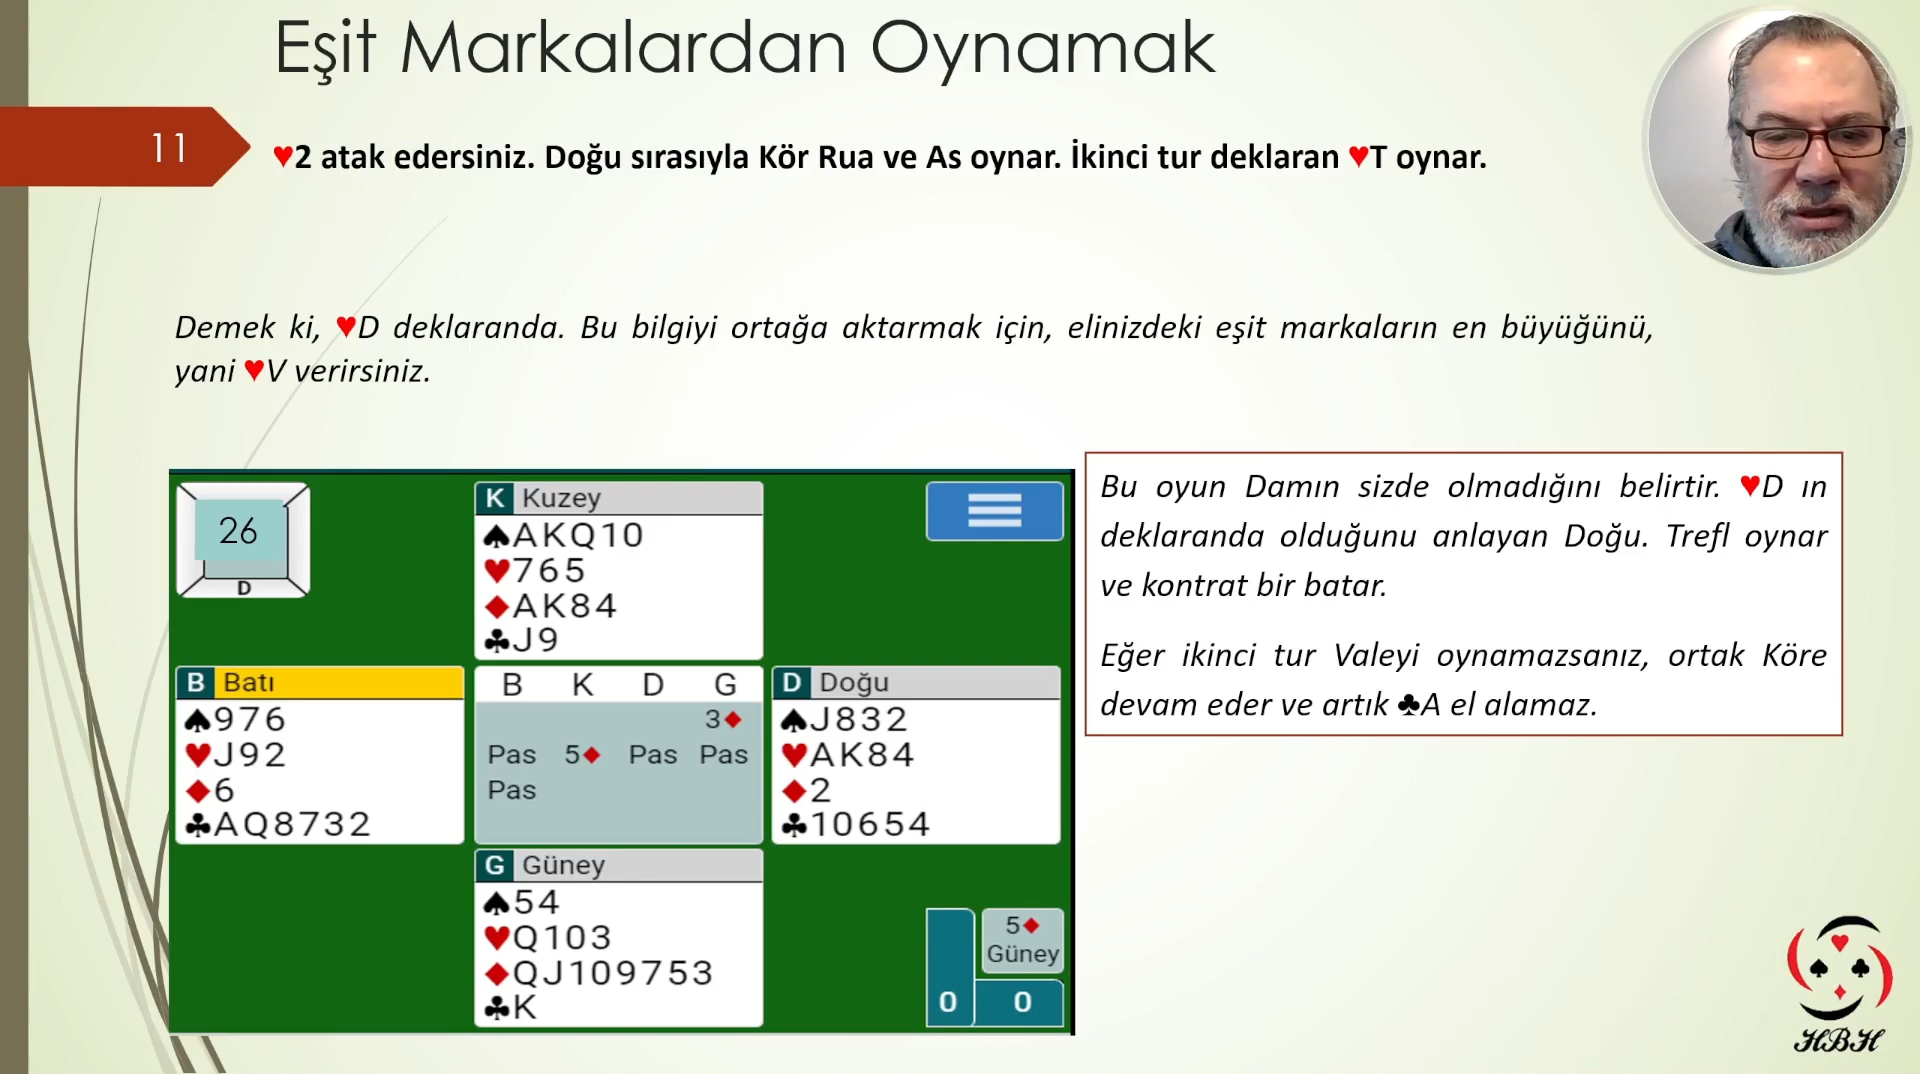 Eşit Markalardan Oynamak
11
♥2 atak edersiniz. Doğu sırasıyla Kör Rua ve As oynar. İkinci tur deklaran ♥T oynar.
Demek ki, ♥D deklaranda. Bu bilgiyi ortağa aktarmak için, elinizdeki eşit markaların en büyüğünü,
yani ♥V verirsiniz.
26
D
K Kuzey
♠AKQ10
♥765
♦AK84
♣J9
B Batı
♠976
♥J92
♦6
♣AQ8732
B K D G
3♦
Pas 5♦ Pas Pas
Pas
D Doğu
♠J832
♥AK84
♦2
♣10654
G Güney
♠54
♥Q103
♦QJ109753
♣K
5♦
Güney
0 0
Bu oyun Damın sizde olmadığını belirtir. ♥D ın
deklaranda olduğunu anlayan Doğu. Trefl oynar
ve kontrat bir batar.
Eğer ikinci tur Valeyi oynamazsanız, ortak Köre
devam eder ve artık ♣A el alamaz.
HBH